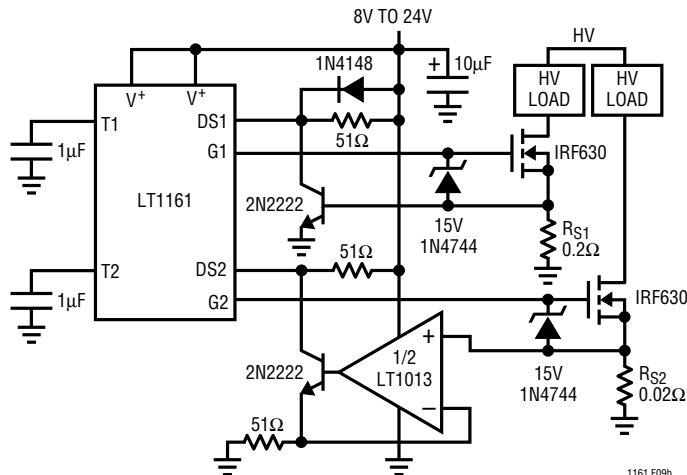 8V TO 24V
HV
1N4148
+
10µF
HV
LOAD
HV
LOAD
V+
V+
T1
DS1
51Ω
1µF
G1
IRF630
LT1161
2N2222
15V
1N4744
RS1
0.2Ω
T2
DS2
51Ω
1µF
G2
IRF630
2N2222
+
1/2
LT1013
–
15V
1N4744
RS2
0.02Ω
51Ω
1161 F09b